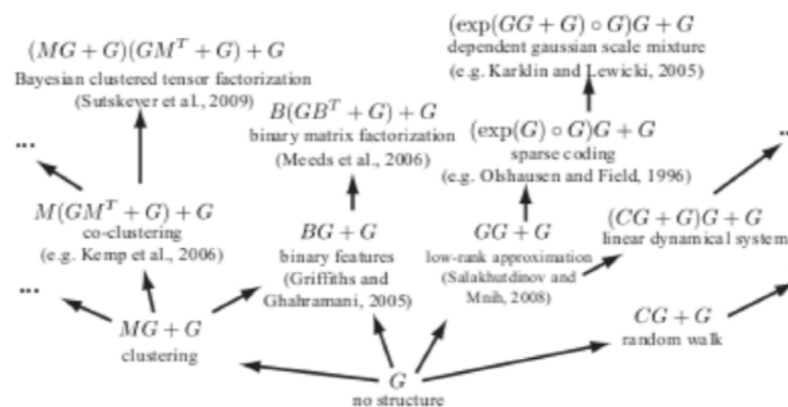 (exp(GG + G) ∘ G)G + G
dependent gaussian scale mixture
(e.g. Karklin and Lewicki, 2005)
(MG + G)(GM^T + G) + G
Bayesian clustered tensor factorization
(Sutskever et al., 2009)
B(GB^T + G) + G
binary matrix factorization
(Meeds et al., 2006)
(exp(G) ∘ G)G + G
sparse coding
(e.g. Olshausen and Field, 1996)
...
...
M(GM^T + G) + G
co-clustering
(e.g. Kemp et al., 2006)
BG + G
binary features
(Griffiths and
Ghahramani, 2005)
GG + G
low-rank approximation
(Salakhutdinov and
Mnih, 2008)
(CG + G)G + G
linear dynamical system
...
MG + G
clustering
CG + G
random walk
G
no structure